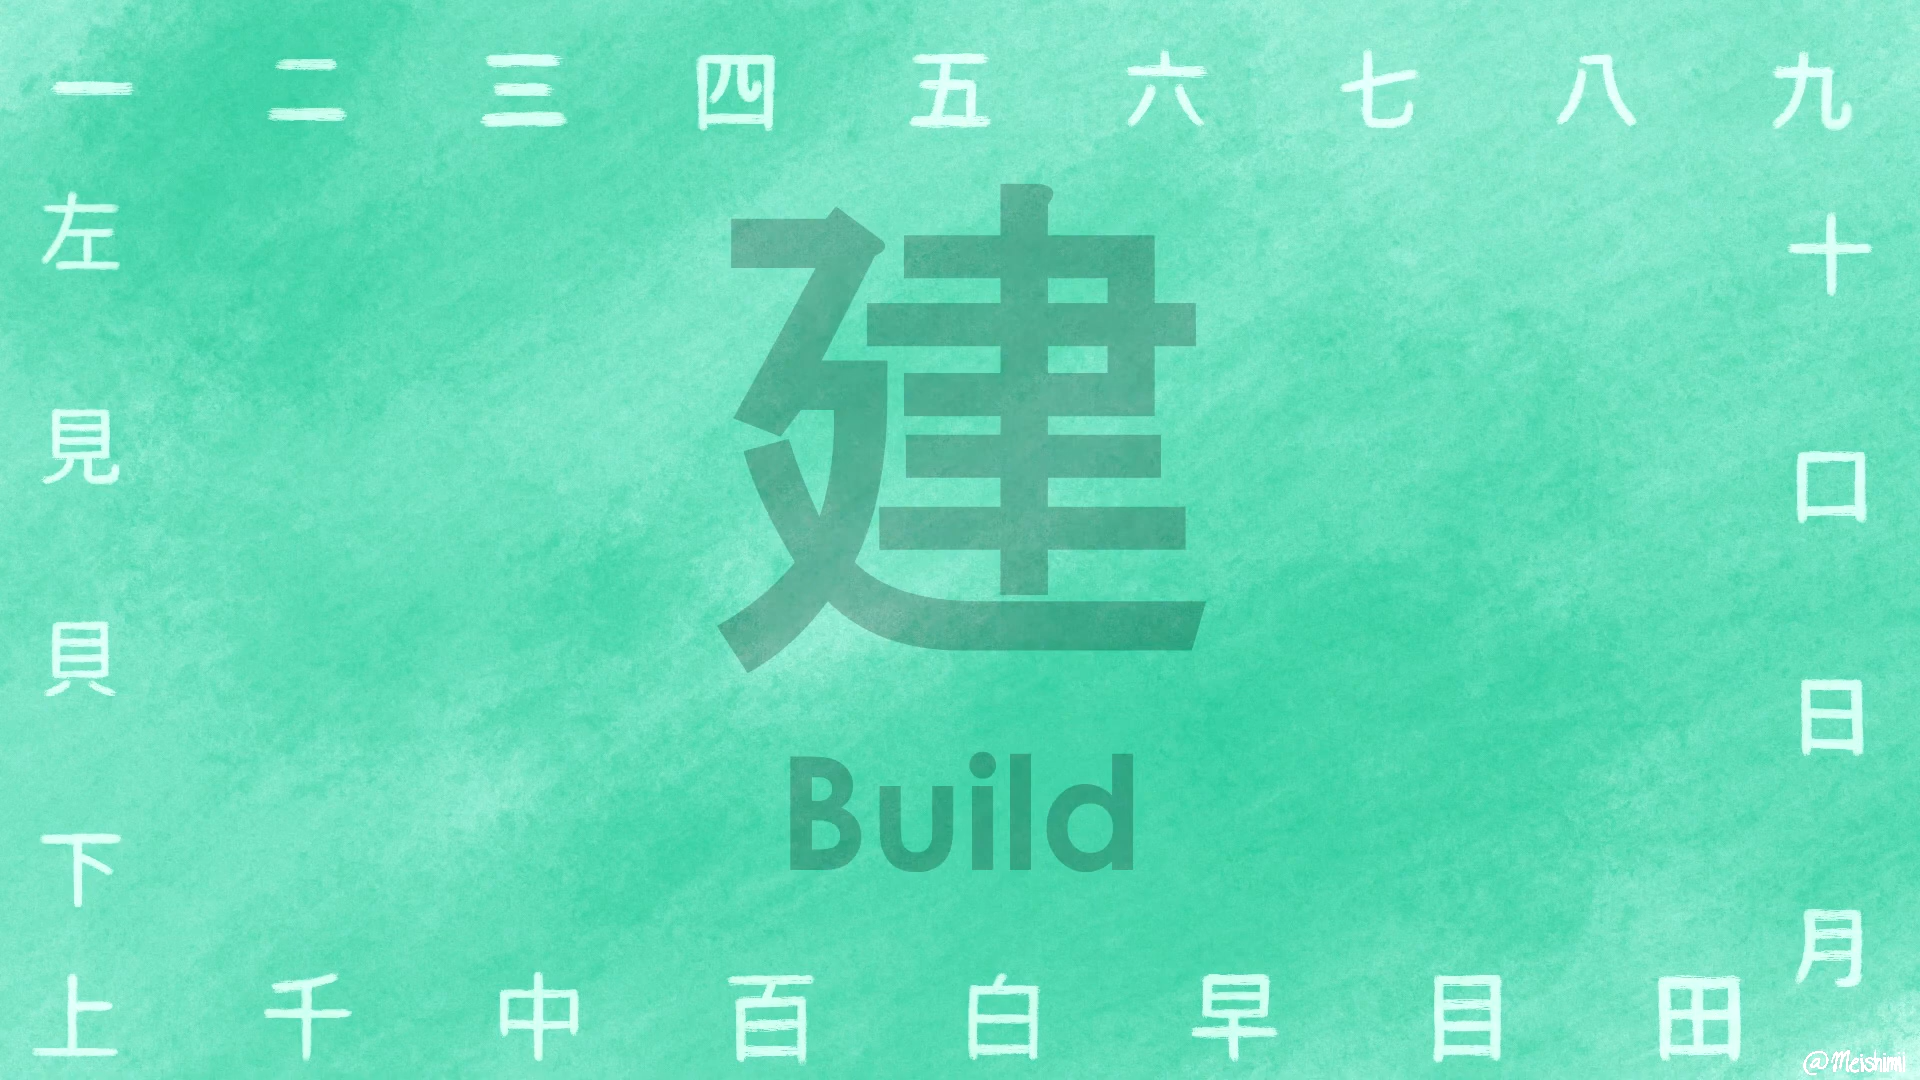 一 二 三 四 五 六 七 八 九
十
口
日
月
田 目 早 白 百 中 千 上
下
貝
見
左
建
Build
@Meishimi